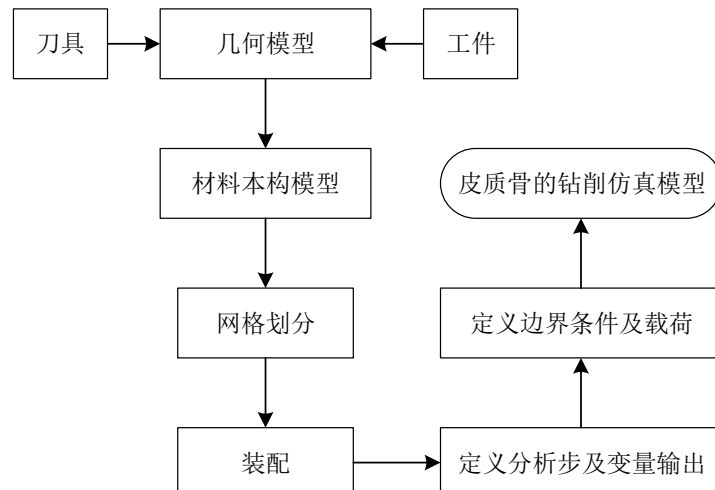 刀具
几何模型
工件
材料本构模型
皮质骨的钻削仿真模型
网格划分
定义边界条件及载荷
装配
定义分析步及变量输出